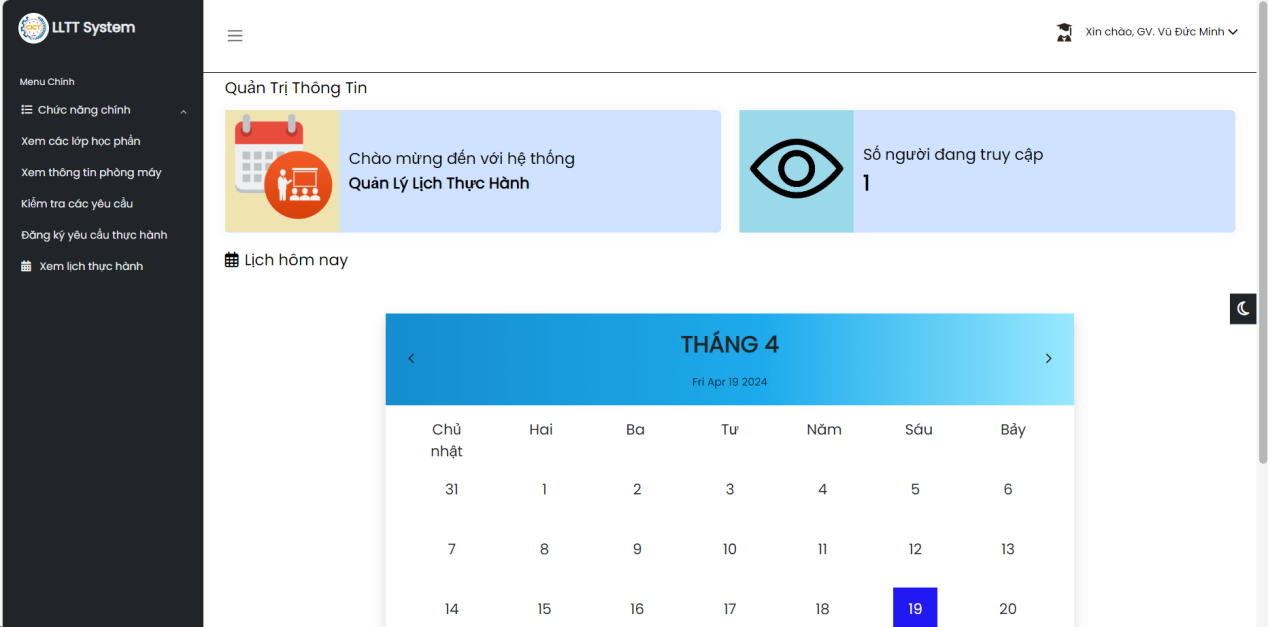 CICT
LLTT System
Xin chào, GV. Vũ Đức Minh
Menu Chính
Chức năng chính
Xem các lớp học phần
Xem thông tin phòng máy
Kiểm tra các yêu cầu
Đăng ký yêu cầu thực hành
Xem lịch thực hành
Quản Trị Thông Tin
Chào mừng đến với hệ thống
Quản Lý Lịch Thực Hành
Số người đang truy cập
1
Lịch hôm nay
THÁNG 4
Fri Apr 19 2024
Chủ nhật Hai Ba Tư Năm Sáu Bảy
31 1 2 3 4 5 6
7 8 9 10 11 12 13
14 15 16 17 18 19 20